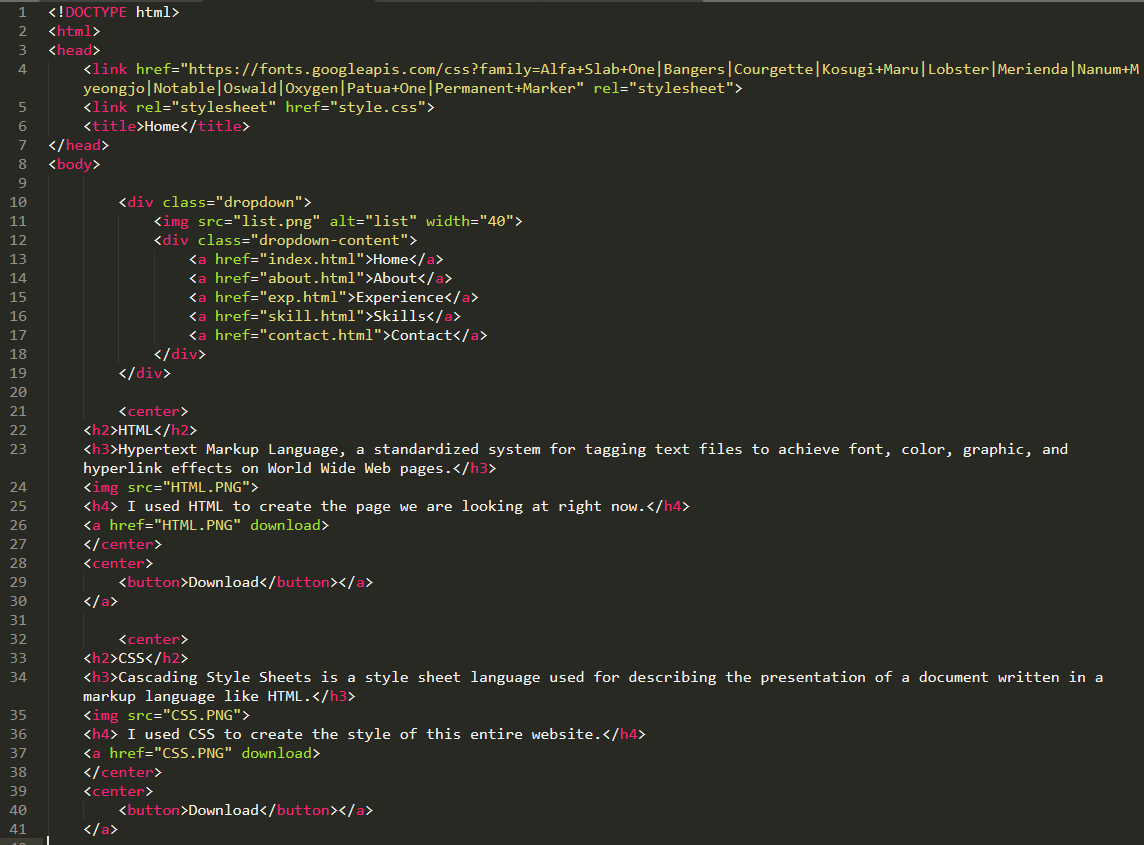 1 <!DOCTYPE html>
2 <html>
3 <head>
4 <link href="https://fonts.googleapis.com/css?family=Alfa+Slab+One|Bangers|Courgette|Kosugi+Maru|Lobster|Merienda|Nanum+M
yeongjo|Notable|Oswald|Oxygen|Patua+One|Permanent+Marker" rel="stylesheet">
5 <link rel="stylesheet" href="style.css">
6 <title>Home</title>
7 </head>
8 <body>
9
10 <div class="dropdown">
11 <img src="list.png" alt="list" width="40">
12 <div class="dropdown-content">
13 <a href="index.html">Home</a>
14 <a href="about.html">About</a>
15 <a href="exp.html">Experience</a>
16 <a href="skill.html">Skills</a>
17 <a href="contact.html">Contact</a>
18 </div>
19 </div>
20
21 <center>
22 <h2>HTML</h2>
23 <h3>Hypertext Markup Language, a standardized system for tagging text files to achieve font, color, graphic, and
hyperlink effects on World Wide Web pages.</h3>
24 <img src="HTML.PNG">
25 <h4> I used HTML to create the page we are looking at right now.</h4>
26 <a href="HTML.PNG" download>
27 </center>
28 <center>
29 <button>Download</button></a>
30 </a>
31
32 <center>
33 <h2>CSS</h2>
34 <h3>Cascading Style Sheets is a style sheet language used for describing the presentation of a document written in a
markup language like HTML.</h3>
35 <img src="CSS.PNG">
36 <h4> I used CSS to create the style of this entire website.</h4>
37 <a href="CSS.PNG" download>
38 </center>
39 <center>
40 <button>Download</button></a>
41 </a>